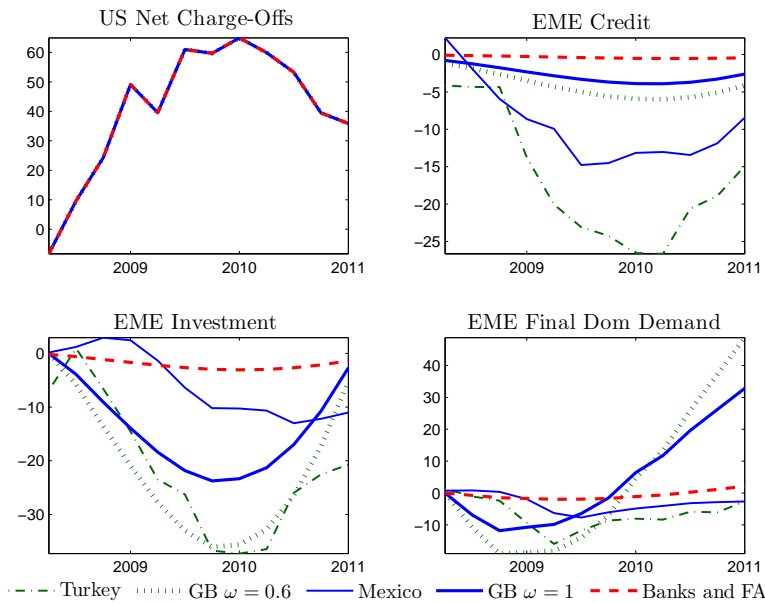 US Net Charge-Offs
60
50
40
30
20
10
0
2009 2010 2011
EME Credit
0
−5
−10
−15
−20
−25
2009 2010 2011
EME Investment
0
−10
−20
−30
2009 2010 2011
EME Final Dom Demand
40
30
20
10
0
−10
2009 2010 2011
Turkey GB ω = 0.6 Mexico GB ω = 1 Banks and FA